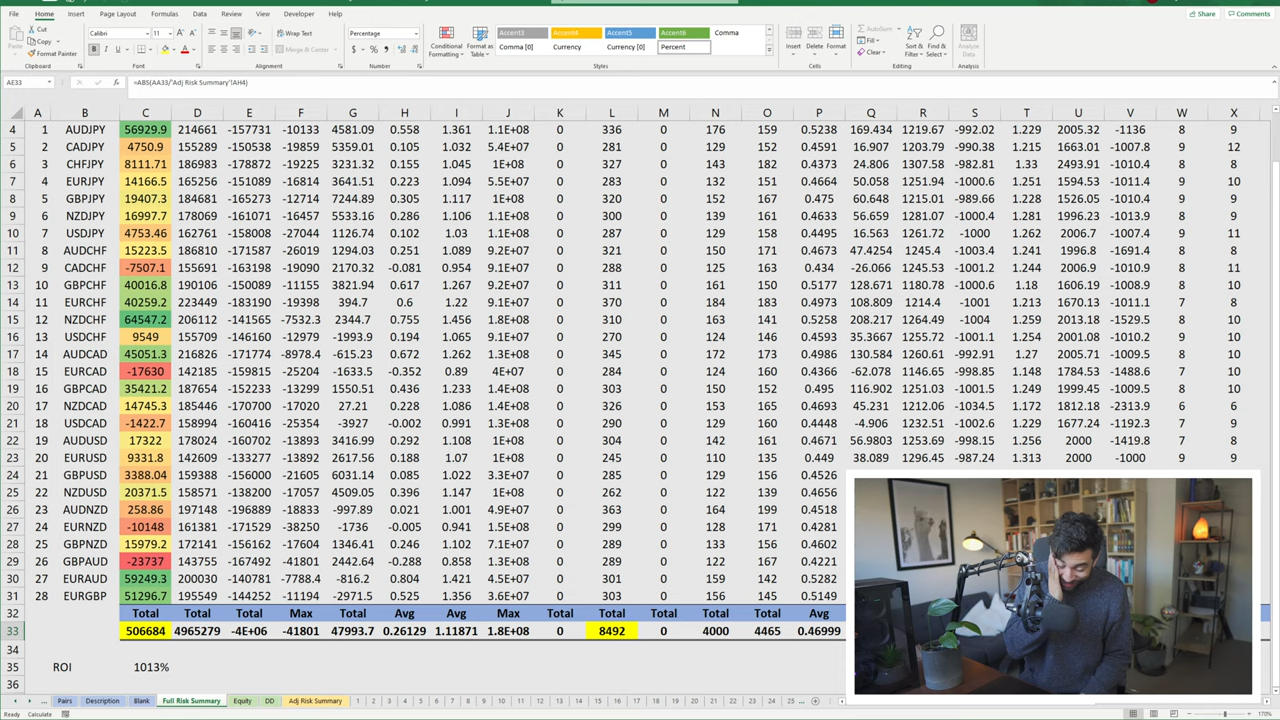 File Home Insert Page Layout Formulas Data Review View Developer Help Share Comments
Cut Copy Format Painter Paste Clipboard
Calibri 11 B I U Font
Wrap Text Merge & Center Alignment
Percentage $ % Number
Conditional Formatting Format as Table
Accent3 Accent4 Accent5 Accent6 Comma
Comma [0] Currency Currency [0] Percent Styles
Insert Delete Format Cells
AutoSum Fill Clear Sort & Filter Find & Select Editing
Analyze Data Analysis
AE33 fx =ABS(AA33/'Adj Risk Summary'!AH4)
A B C D E F G H I J K L M N O P Q R S T U V W X
4 1 AUDJPY 56929.9 214661 -157731 -10133 4581.09 0.558 1.361 1.1E+08 0 336 0 176 159 0.5238 169.434 1219.67 -992.02 1.229 2005.32 -1136 8 9
5 2 CADJPY 4750.9 155289 -150538 -19859 5359.01 0.105 1.032 5.4E+07 0 281 0 129 152 0.4591 16.907 1203.79 -990.38 1.215 1663.01 -1007.8 9 12
6 3 CHFJPY 8111.71 186983 -178872 -19225 3231.32 0.155 1.045 1E+08 0 327 0 143 182 0.4373 24.806 1307.57 -982.81 1.33 2493.91 -1010.4 8 8
7 4 EURJPY 14166.5 165256 -151089 -16814 3641.51 0.223 1.094 5.5E+07 0 283 0 132 151 0.4664 50.058 1251.94 -1000.6 1.251 1594.53 -1011.4 9 10
8 5 GBPJPY 19407.3 184681 -165273 -12714 7244.89 0.305 1.117 1E+08 0 320 0 152 167 0.475 60.648 1215.01 -989.66 1.228 1526.05 -1011.1 8 10
9 6 NZDJPY 16997.7 178069 -161071 -16457 5533.16 0.286 1.106 1.1E+08 0 300 0 139 161 0.4633 56.659 1281.07 -1000.4 1.281 1996.23 -1013.9 8 9
10 7 USDJPY 4753.46 162761 -158008 -27044 1126.74 0.102 1.03 1.1E+08 0 287 0 129 158 0.4495 16.563 1261.72 -1000 1.262 2006.7 -1007.4 9 11
11 8 AUDCHF 15223.5 186810 -171587 -26019 1294.03 0.251 1.089 9.2E+07 0 321 0 150 171 0.4673 47.4254 1245.4 -1003.4 1.241 1996.8 -1691.4 8 8
12 9 CADCHF -7507.1 155691 -163198 -19090 2170.32 -0.081 0.954 1E+08 0 288 0 125 163 0.434 -26.066 1245.53 -1001.2 1.244 2006.9 -1010.9 8 11
13 10 GBPCHF 40016.8 190106 -150089 -11155 3821.94 0.617 1.267 9.2E+07 0 311 0 161 150 0.5177 128.671 1180.78 -1000.6 1.18 1606.19 -1008.9 8 10
14 11 EURCHF 40259.2 223449 -183190 -19398 394.7 0.6 1.22 9.2E+07 0 370 0 184 183 0.4973 108.809 1214.4 -1001 1.213 1670.13 -1011.1 7 8
15 12 NZDCHF 64547.2 206112 -141565 -7532.3 2344.7 0.755 1.456 1.8E+08 0 310 0 163 141 0.5258 208.217 1264.49 -1004 1.259 2013.18 -1529.5 8 10
16 13 USDCHF 9549 155709 -146160 -12979 -1993.9 0.194 1.065 9.1E+07 0 270 0 124 145 0.4593 35.3667 1255.72 -1001.1 1.254 2001.08 -1010.2 9 10
17 14 AUDCAD 45051.3 216826 -171774 -8978.4 -615.23 0.672 1.262 1.3E+08 0 345 0 172 173 0.4986 130.584 1260.61 -992.91 1.27 2005.71 -1009.5 8 10
18 15 EURCAD -17630 142185 -159815 -25204 -1633.5 -0.352 0.89 4E+07 0 284 0 124 160 0.4366 -62.078 1146.65 -998.85 1.148 1784.53 -1488.6 7 10
19 16 GBPCAD 35421.2 187654 -152233 -13299 1550.51 0.436 1.233 1.4E+08 0 303 0 150 152 0.495 116.902 1251.03 -1001.5 1.249 1999.45 -1009.5 8 10
20 17 NZDCAD 14745.3 185446 -170700 -17020 27.21 0.228 1.086 2.4E+08 0 326 0 153 165 0.4693 45.231 1212.06 -1034.5 1.172 1812.18 -2313.9 6 6
21 18 USDCAD -1422.7 158994 -160416 -25354 -3927 -0.002 0.991 1.3E+08 0 290 0 129 160 0.4448 -4.906 1232.51 -1002.6 1.229 1677.24 -1192.3 7 9
22 19 AUDUSD 17322 178024 -160702 -13893 3416.99 0.292 1.108 1E+08 0 304 0 142 161 0.4671 56.9803 1253.69 -998.15 1.256 2000 -1419.8 7 8
23 20 EURUSD 9331.8 142609 -133277 -13892 2617.56 0.188 1.07 1E+08 0 245 0 110 135 0.449 38.089 1296.45 -987.24 1.313 2000 -1000 9 9
24 21 GBPUSD 3388.04 159388 -156000 -21605 6031.14 0.085 1.022 3.3E+07 0 285 0 129 156 0.4526
25 22 NZDUSD 20371.5 158571 -138200 -17057 4509.05 0.396 1.147 1E+08 0 262 0 122 139 0.4656
26 23 AUDNZD 258.86 197148 -196889 -18833 -997.89 0.021 1.001 4.9E+07 0 363 0 164 199 0.4518
27 24 EURNZD -10148 161381 -171529 -38250 -1736 -0.005 0.941 1.5E+08 0 299 0 128 171 0.4281
28 25 GBPNZD 15979.2 172141 -156162 -17604 1346.41 0.246 1.102 7.1E+07 0 289 0 133 156 0.4602
29 26 GBPAUD -23737 143755 -167492 -41801 2442.64 -0.288 0.858 1.3E+08 0 289 0 122 167 0.4221
30 27 EURAUD 59249.3 200030 -140781 -7788.4 -816.2 0.804 1.421 4.5E+07 0 301 0 159 142 0.5282
31 28 EURGBP 51296.7 195549 -144252 -11194 -2971.5 0.525 1.356 3.6E+07 0 303 0 156 145 0.5149
32 Total Total Total Max Total Avg Avg Max Total Total Total Total Total Avg
33 506684 4965279 -4E+06 -41801 47993.7 0.26129 1.11871 1.8E+08 0 8492 0 4000 4465 0.46999
34
35 ROI 1013%
36
... Pairs Description Blank Full Risk Summary Equity DD Adj Risk Summary 1 2 3 4 5 6 7 8 9 10 11 12 13 14 15 16 17 18 19 20 21 22 23 24 25 ...
Ready Calculate 170%